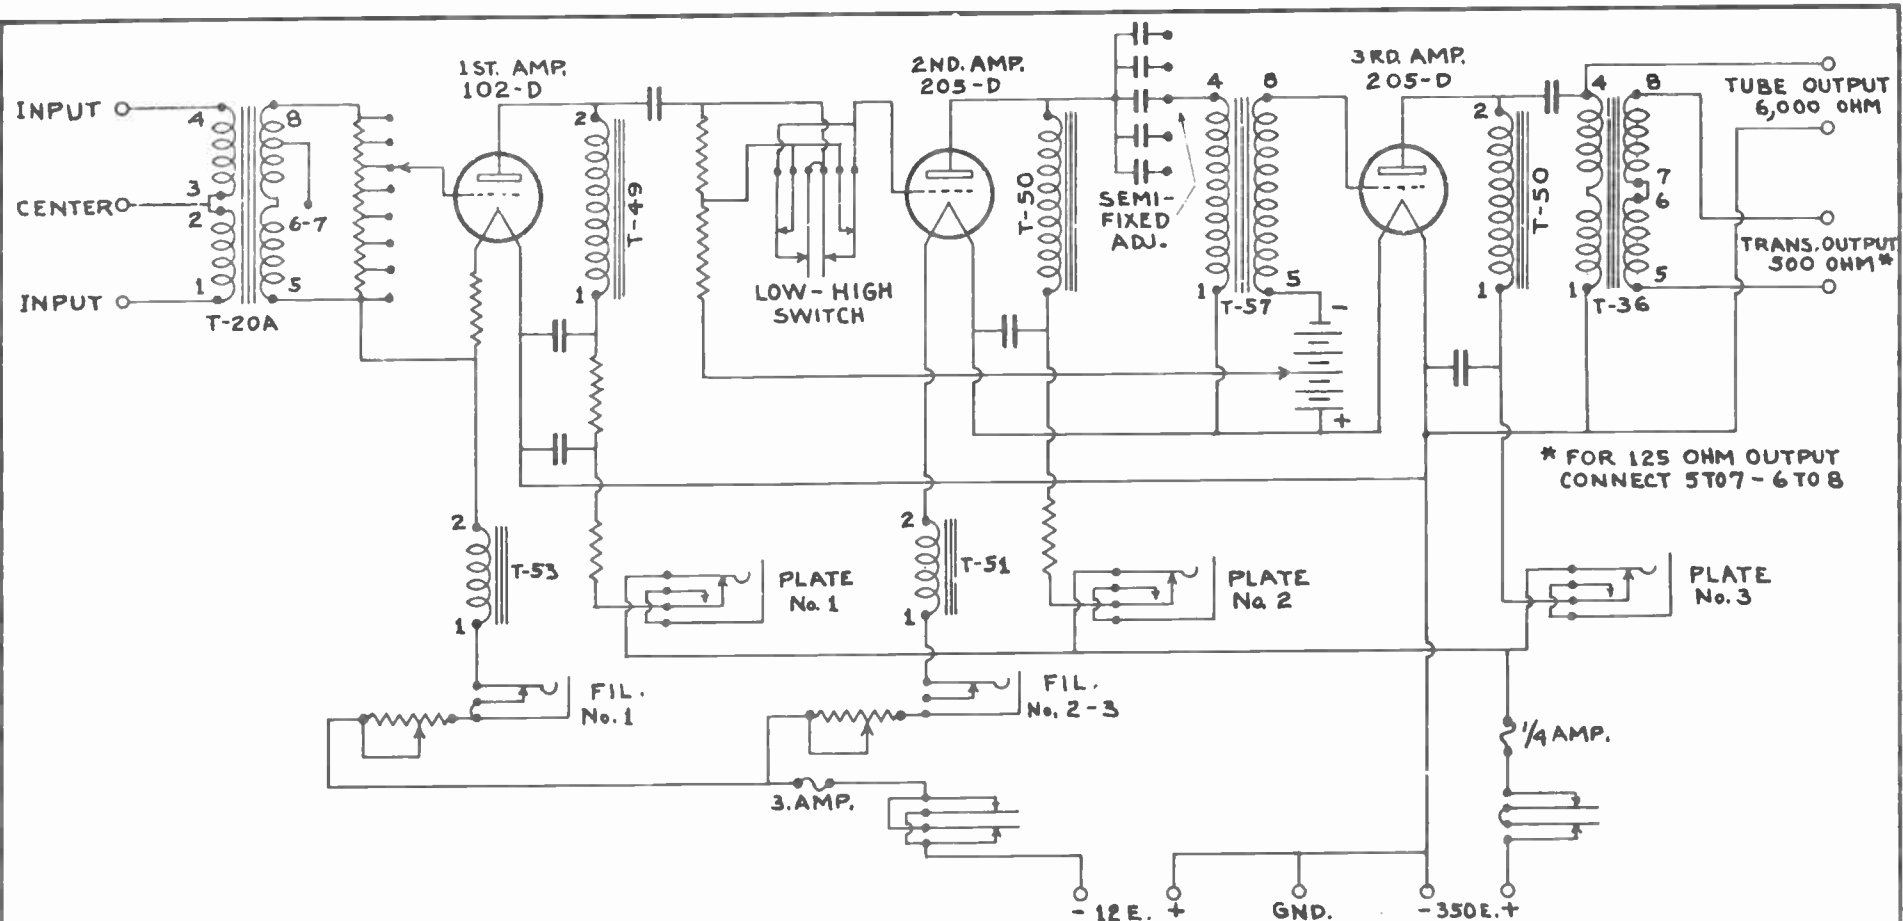 1ST. AMP.
102-D
2ND. AMP.
205-D
3RD. AMP.
205-D
INPUT
CENTER
INPUT
4
3
2
1
8
6-7
5
T-20A
2
1
T-49
LOW-HIGH
SWITCH
T-50
SEMI-
FIXED
ADJ.
4
1
8
5
T-57
-
+
2
1
T-50
4
1
8
7
6
5
T-36
TUBE OUTPUT
6,000 OHM
TRANS. OUTPUT
500 OHM*
* FOR 125 OHM OUTPUT
CONNECT 5 TO 7 - 6 TO 8
2
1
T-53
PLATE
No. 1
2
1
T-51
PLATE
No. 2
PLATE
No. 3
FIL.
No. 1
FIL.
No. 2-3
3. AMP.
1/4 AMP.
- 12 E. +
GND.
- 350 E. +